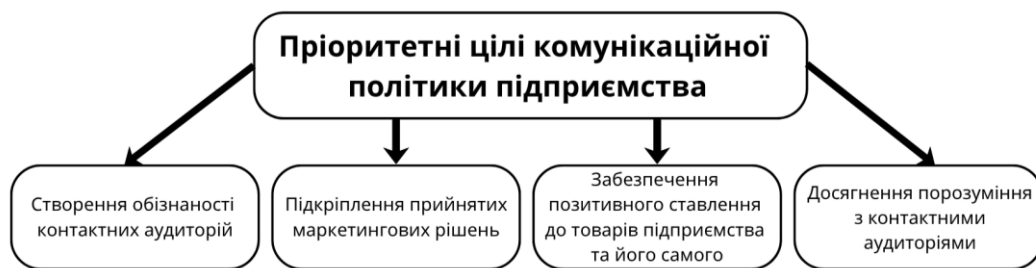 Пріоритетні цілі комунікаційної
політики підприємства
Створення обізнаності
контактних аудиторій
Підкріплення прийнятих
маркетингових рішень
Забезпечення
позитивного ставлення
до товарів підприємства
та його самого
Досягнення порозуміння
з контактними
аудиторіями